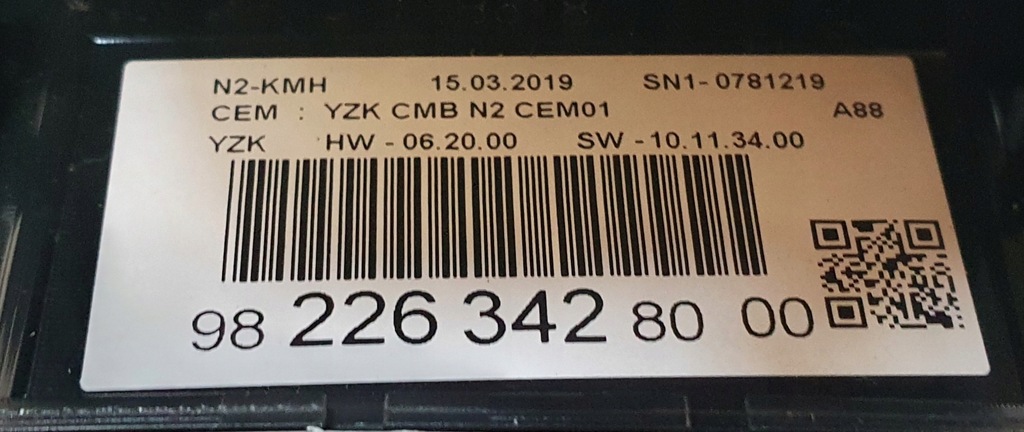 N2-KMH 15.03.2019 SN1-0781219
CEM : YZK CMB N2 CEM01 A88
YZK HW - 06.20.00 SW - 10.11.34.00
98 226 342 80 00